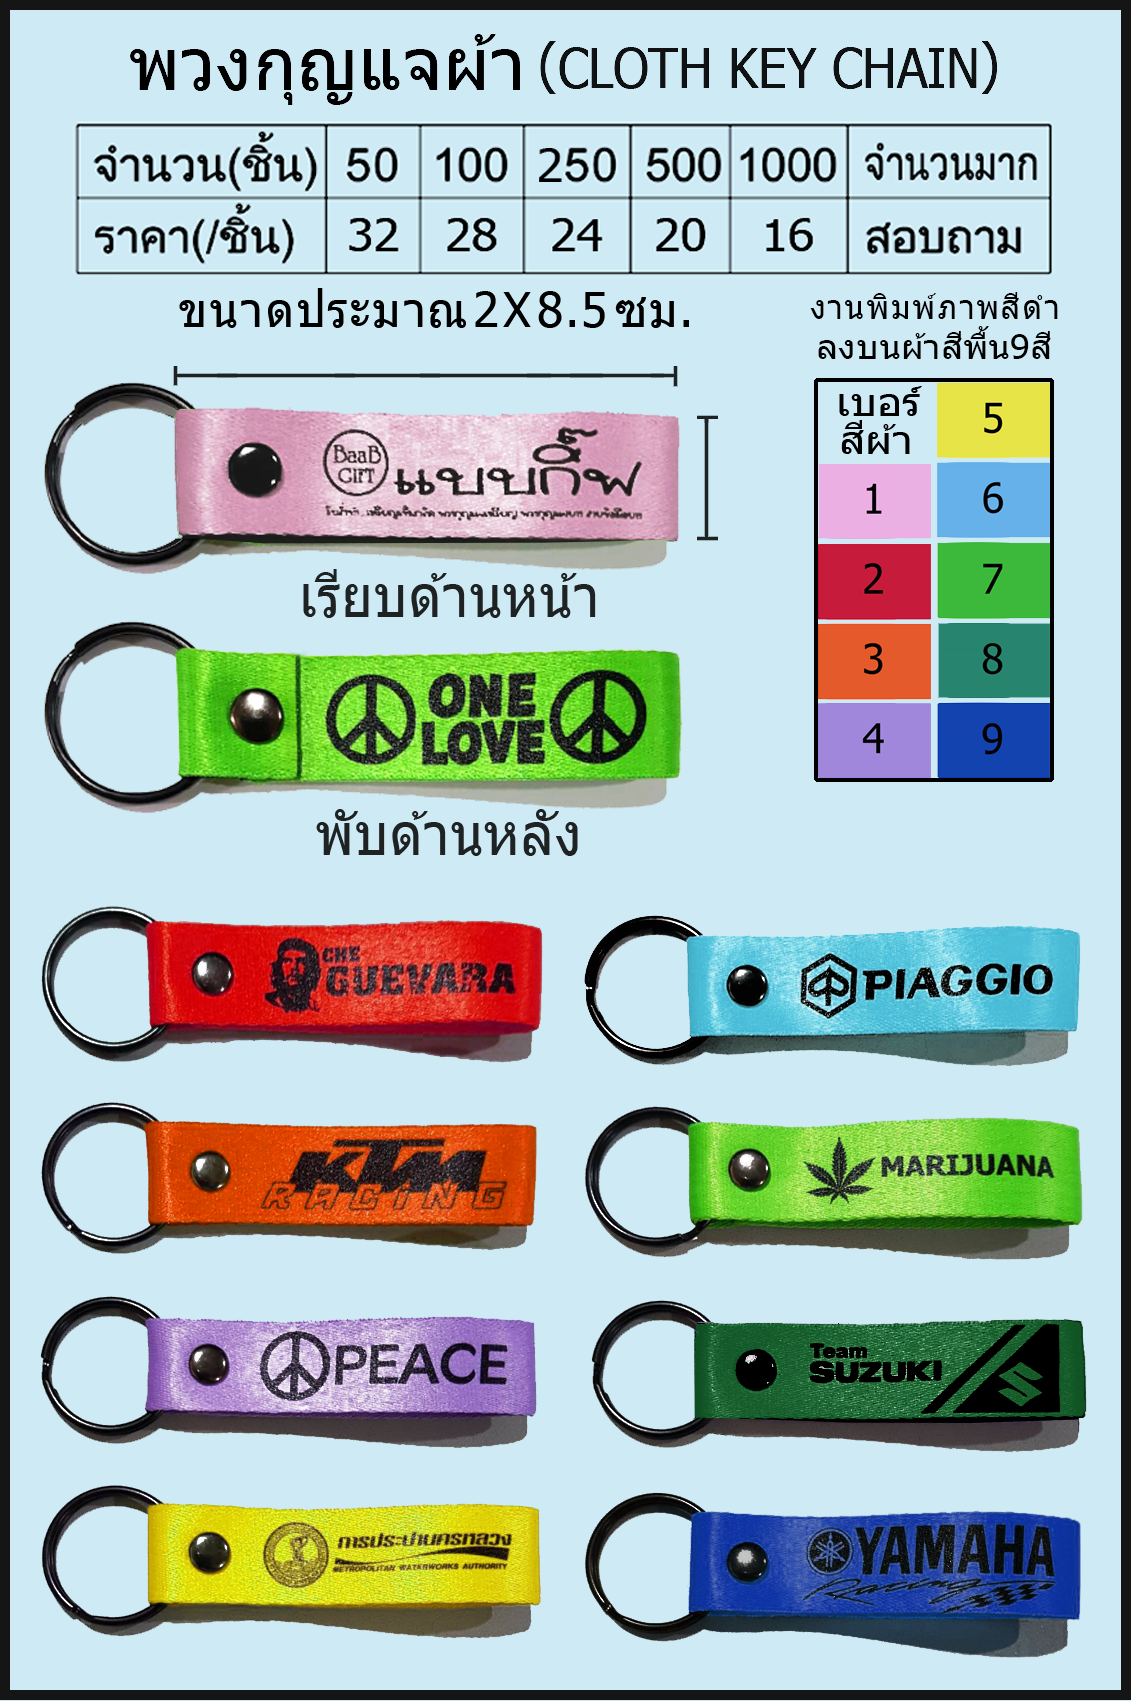 พวงกุญแจผ้า (CLOTH KEY CHAIN)
จำนวน(ชิ้น) 50 100 250 500 1000 จำนวนมาก
ราคา(/ชิ้น) 32 28 24 20 16 สอบถาม
ขนาดประมาณ 2X8.5 ซม.
งานพิมพ์ภาพสีดำ
ลงบนผ้าสีพื้น9สี
เบอร์
สีผ้า
5
1 6
2 7
3 8
4 9
BaaB
GIFT
แบบกิ๊ฟ
เรียบด้านหน้า
ONE
LOVE
พับด้านหลัง
CHE
GUEVARA
PIAGGIO
KTM
RACING
MARIJUANA
PEACE
Team
SUZUKI
การประปานครหลวง
METROPOLITAN WATERWORKS AUTHORITY
YAMAHA
Racing